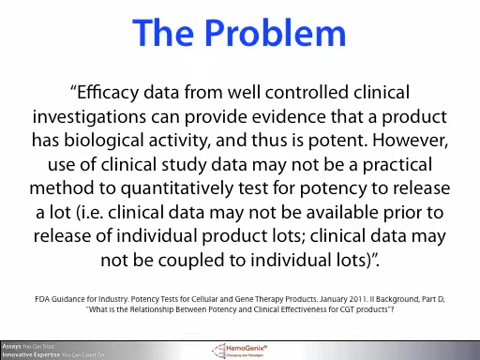 The Problem
“Efficacy data from well controlled clinical
investigations can provide evidence that a product
has biological activity, and thus is potent. However,
use of clinical study data may not be a practical
method to quantitatively test for potency to release
a lot (i.e. clinical data may not be available prior to
release of individual product lots; clinical data may
not be coupled to individual lots)”.
FDA Guidance for Industry. Potency Tests for Cellular and Gene Therapy Products. January 2011. II Background, Part D,
“What is the Relationship Between Potency and Clinical Effectiveness for CGT products”?
Assays You Can Trust.
Innovative Expertise You Can Count On.
HemoGenix®
Changing the Paradigm